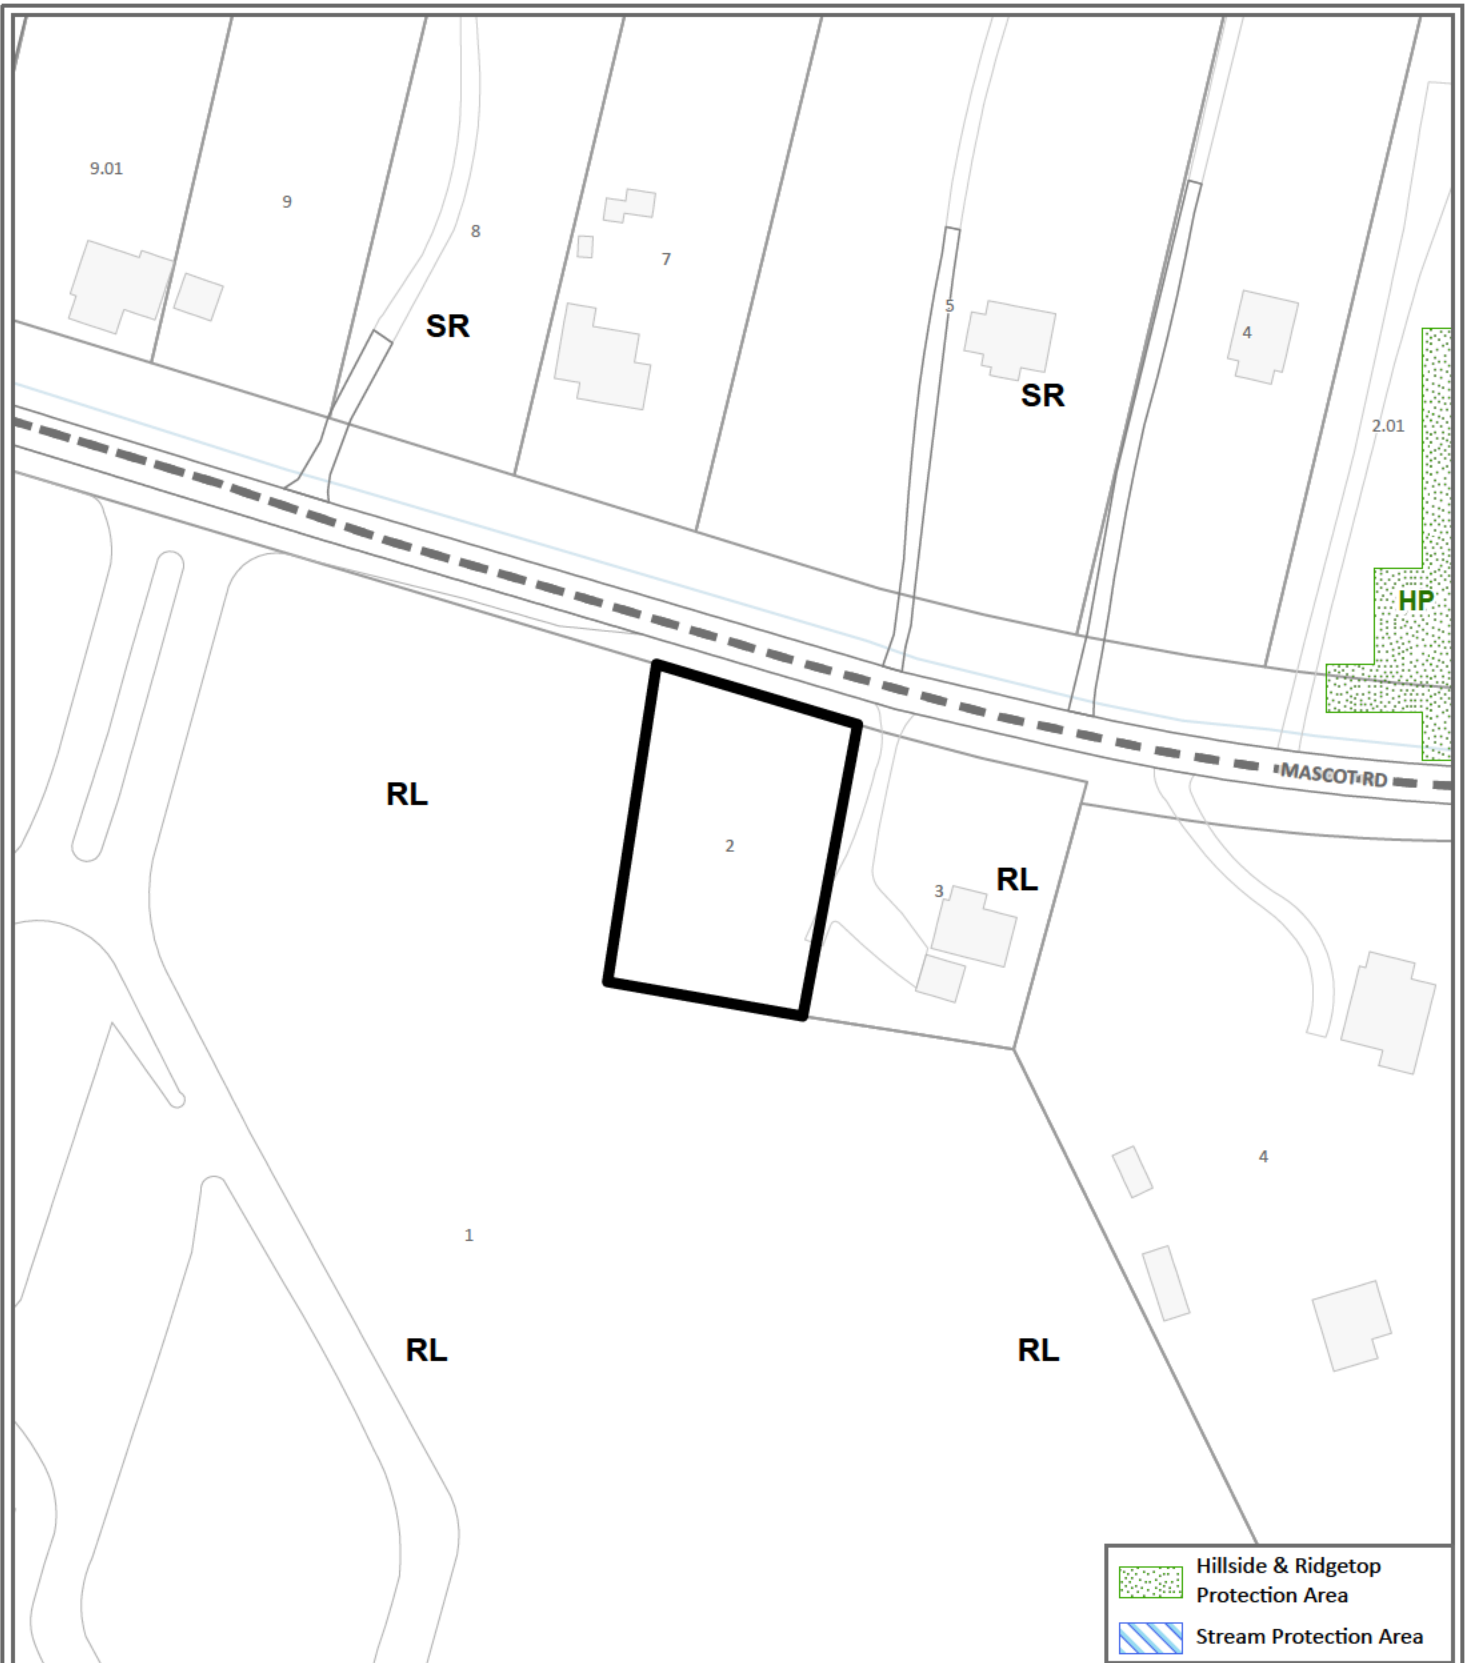 9.01
9
8
7
SR
5
4
SR
2.01
HP
MASCOT RD
RL
2
3
RL
4
1
RL
RL
Hillside & Ridgetop
Protection Area
Stream Protection Area